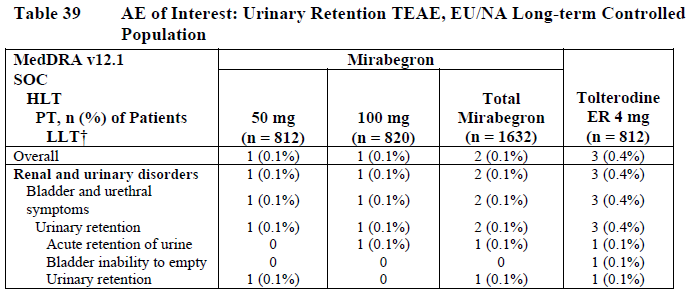 Table 39 AE of Interest: Urinary Retention TEAE, EU/NA Long-term Controlled
Population
MedDRA v12.1 Mirabegron
SOC
HLT Total Tolterodine
PT, n (%) of Patients 50 mg 100 mg Mirabegron ER 4 mg
LLT† (n = 812) (n = 820) (n = 1632) (n = 812)
Overall 1 (0.1%) 1 (0.1%) 2 (0.1%) 3 (0.4%)
Renal and urinary disorders 1 (0.1%) 1 (0.1%) 2 (0.1%) 3 (0.4%)
Bladder and urethral
symptoms 1 (0.1%) 1 (0.1%) 2 (0.1%) 3 (0.4%)
Urinary retention 1 (0.1%) 1 (0.1%) 2 (0.1%) 3 (0.4%)
Acute retention of urine 0 1 (0.1%) 1 (0.1%) 1 (0.1%)
Bladder inability to empty 0 0 0 1 (0.1%)
Urinary retention 1 (0.1%) 0 1 (0.1%) 1 (0.1%)